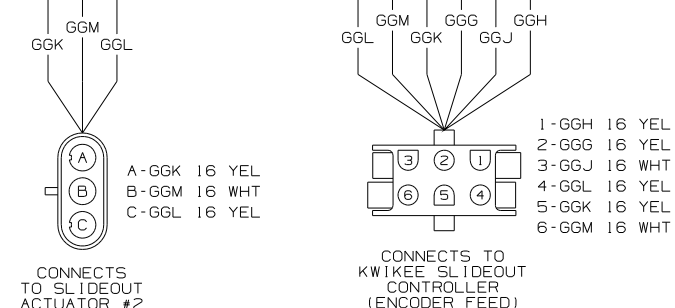 GGM
GGK GGL
A
B
C
A-GGK 16 YEL
B-GGM 16 WHT
C-GGL 16 YEL
CONNECTS
TO SLIDEOUT
ACTUATOR #2
GGM GGG GGH
GGL GGK GGJ
3 2 1
6 5 4
1-GGH 16 YEL
2-GGG 16 YEL
3-GGJ 16 WHT
4-GGL 16 YEL
5-GGK 16 YEL
6-GGM 16 WHT
CONNECTS TO
KWIKEE SLIDEOUT
CONTROLLER
(ENCODER FEED)